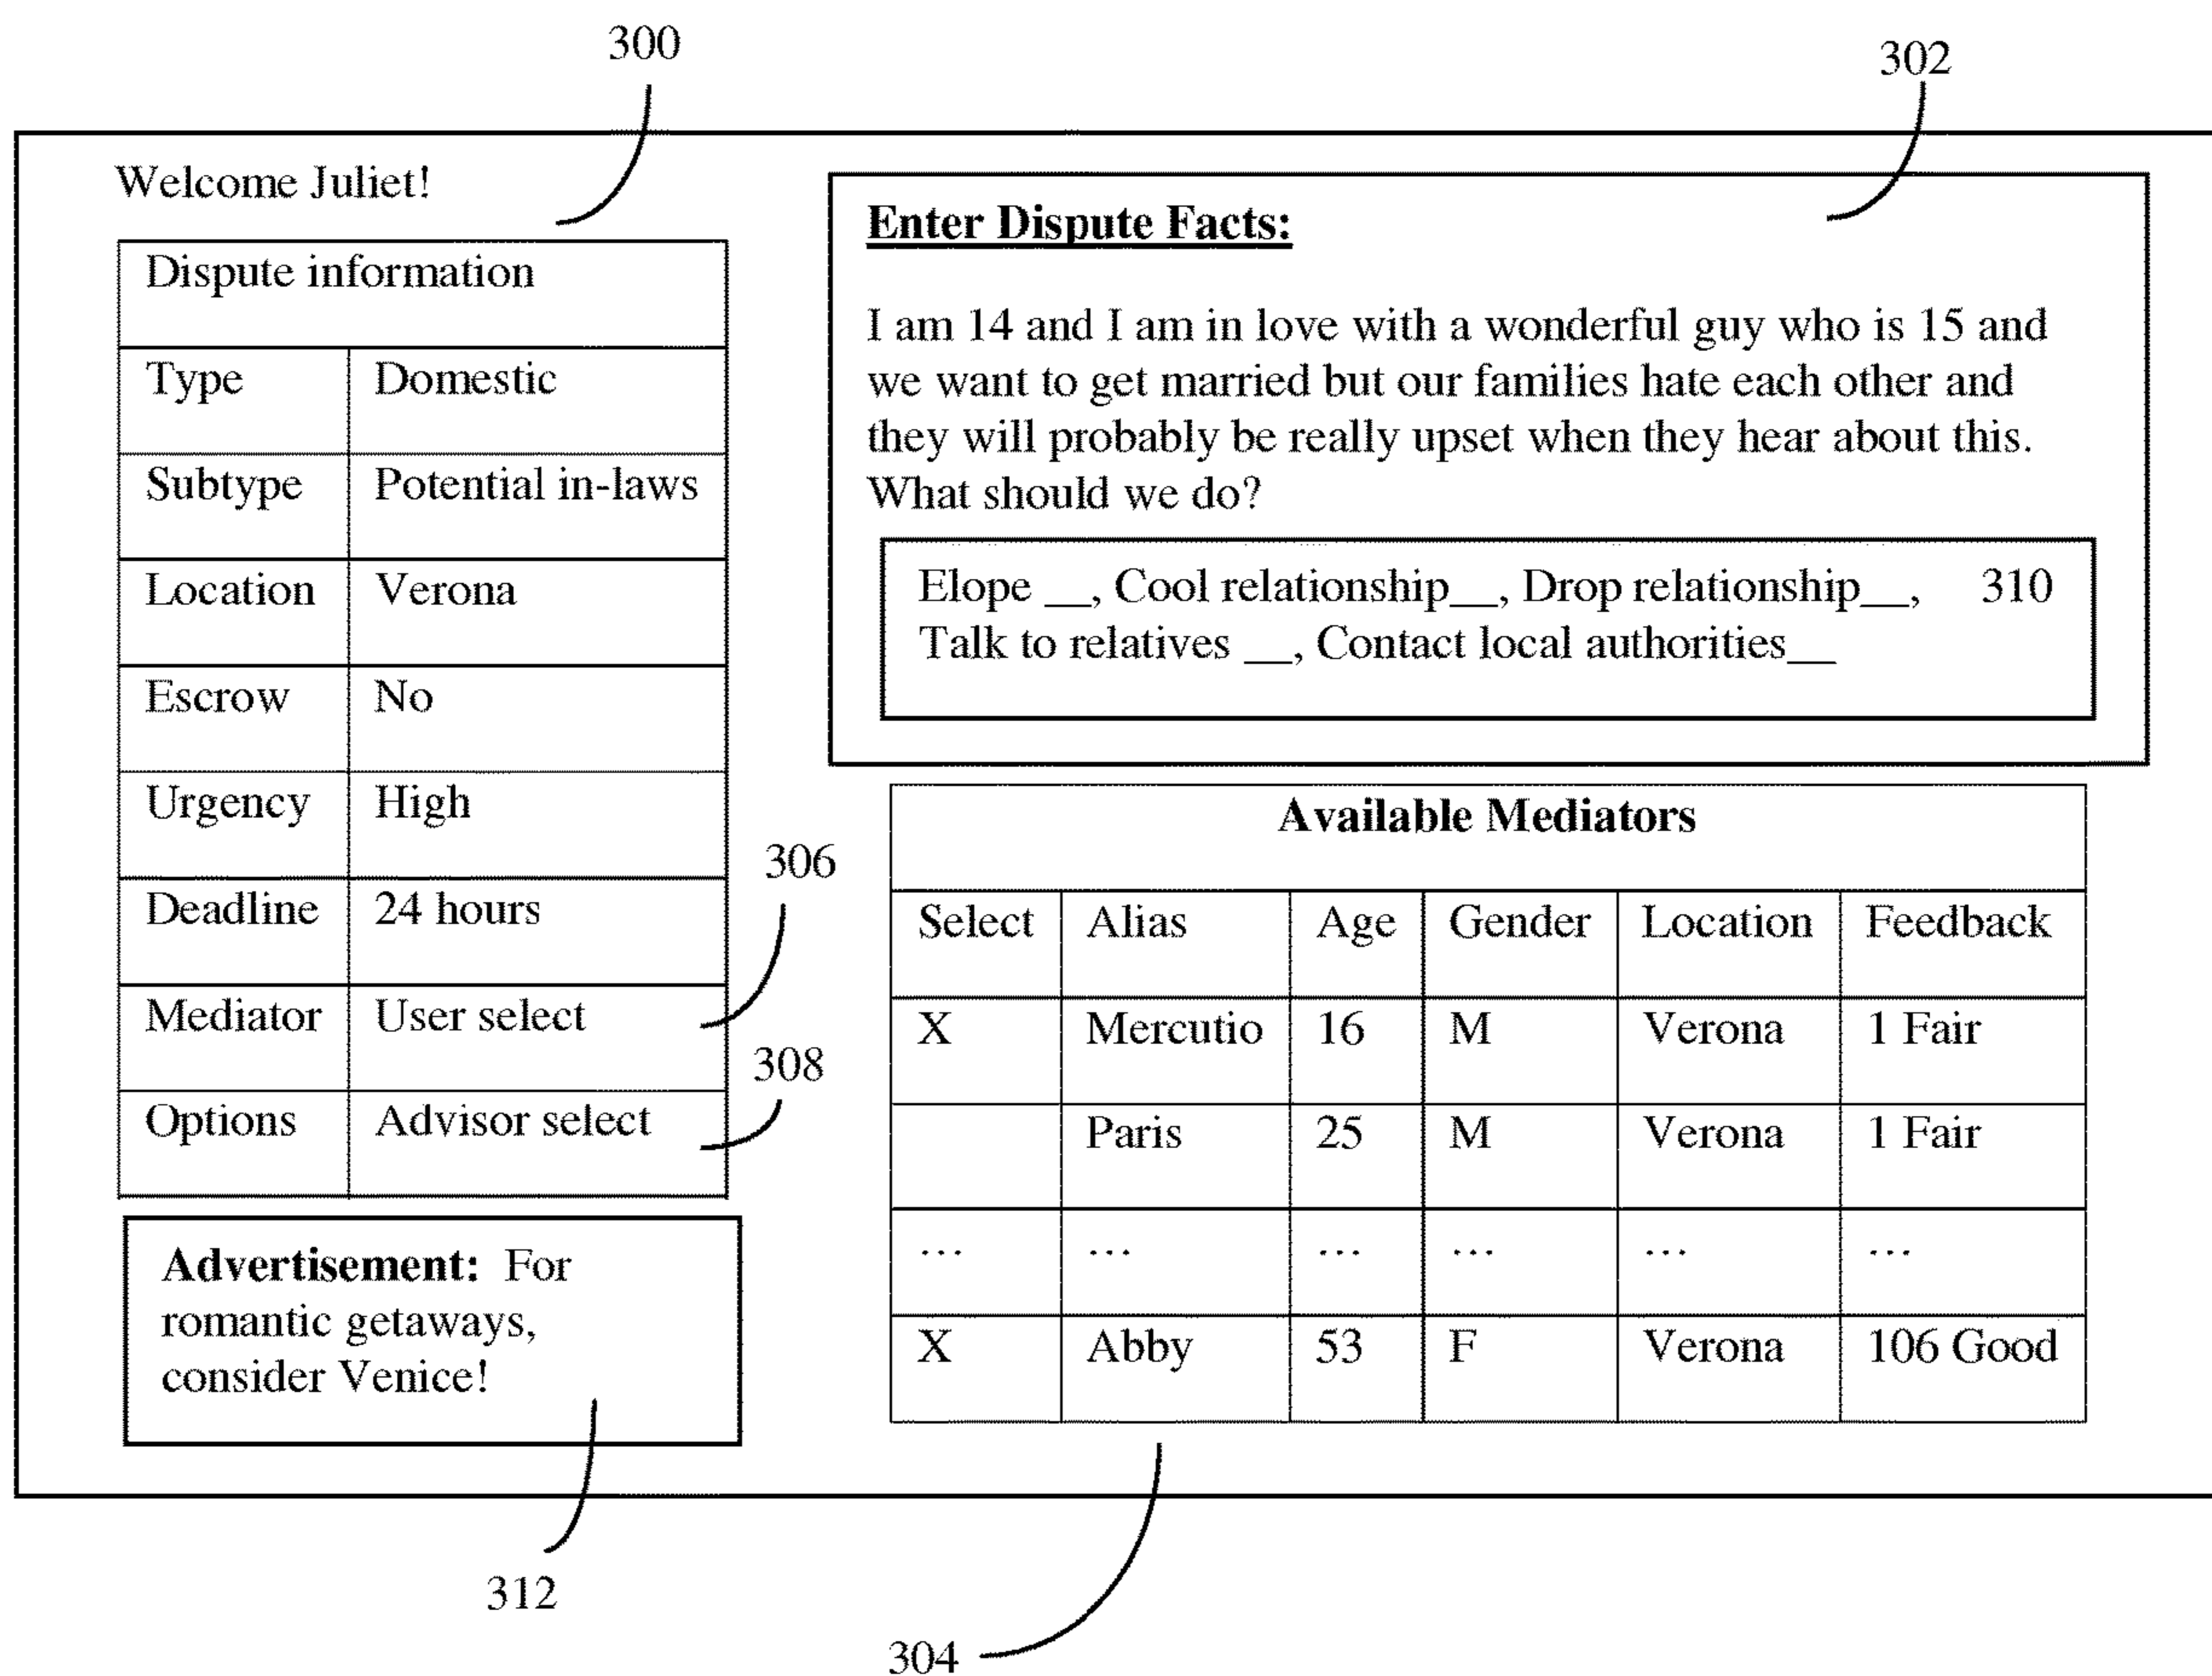 300
302
Welcome Juliet!
Dispute information
Type Domestic
Subtype Potential in-laws
Location Verona
Escrow No
Urgency High
Deadline 24 hours
Mediator User select
Options Advisor select
306
308
Advertisement: For
romantic getaways,
consider Venice!
312
Enter Dispute Facts:
I am 14 and I am in love with a wonderful guy who is 15 and
we want to get married but our families hate each other and
they will probably be really upset when they hear about this.
What should we do?
Elope __, Cool relationship__, Drop relationship__, 310
Talk to relatives __, Contact local authorities__
Available Mediators
Select Alias Age Gender Location Feedback
X Mercutio 16 M Verona 1 Fair
Paris 25 M Verona 1 Fair
... ... ... ... ... ...
X Abby 53 F Verona 106 Good
304